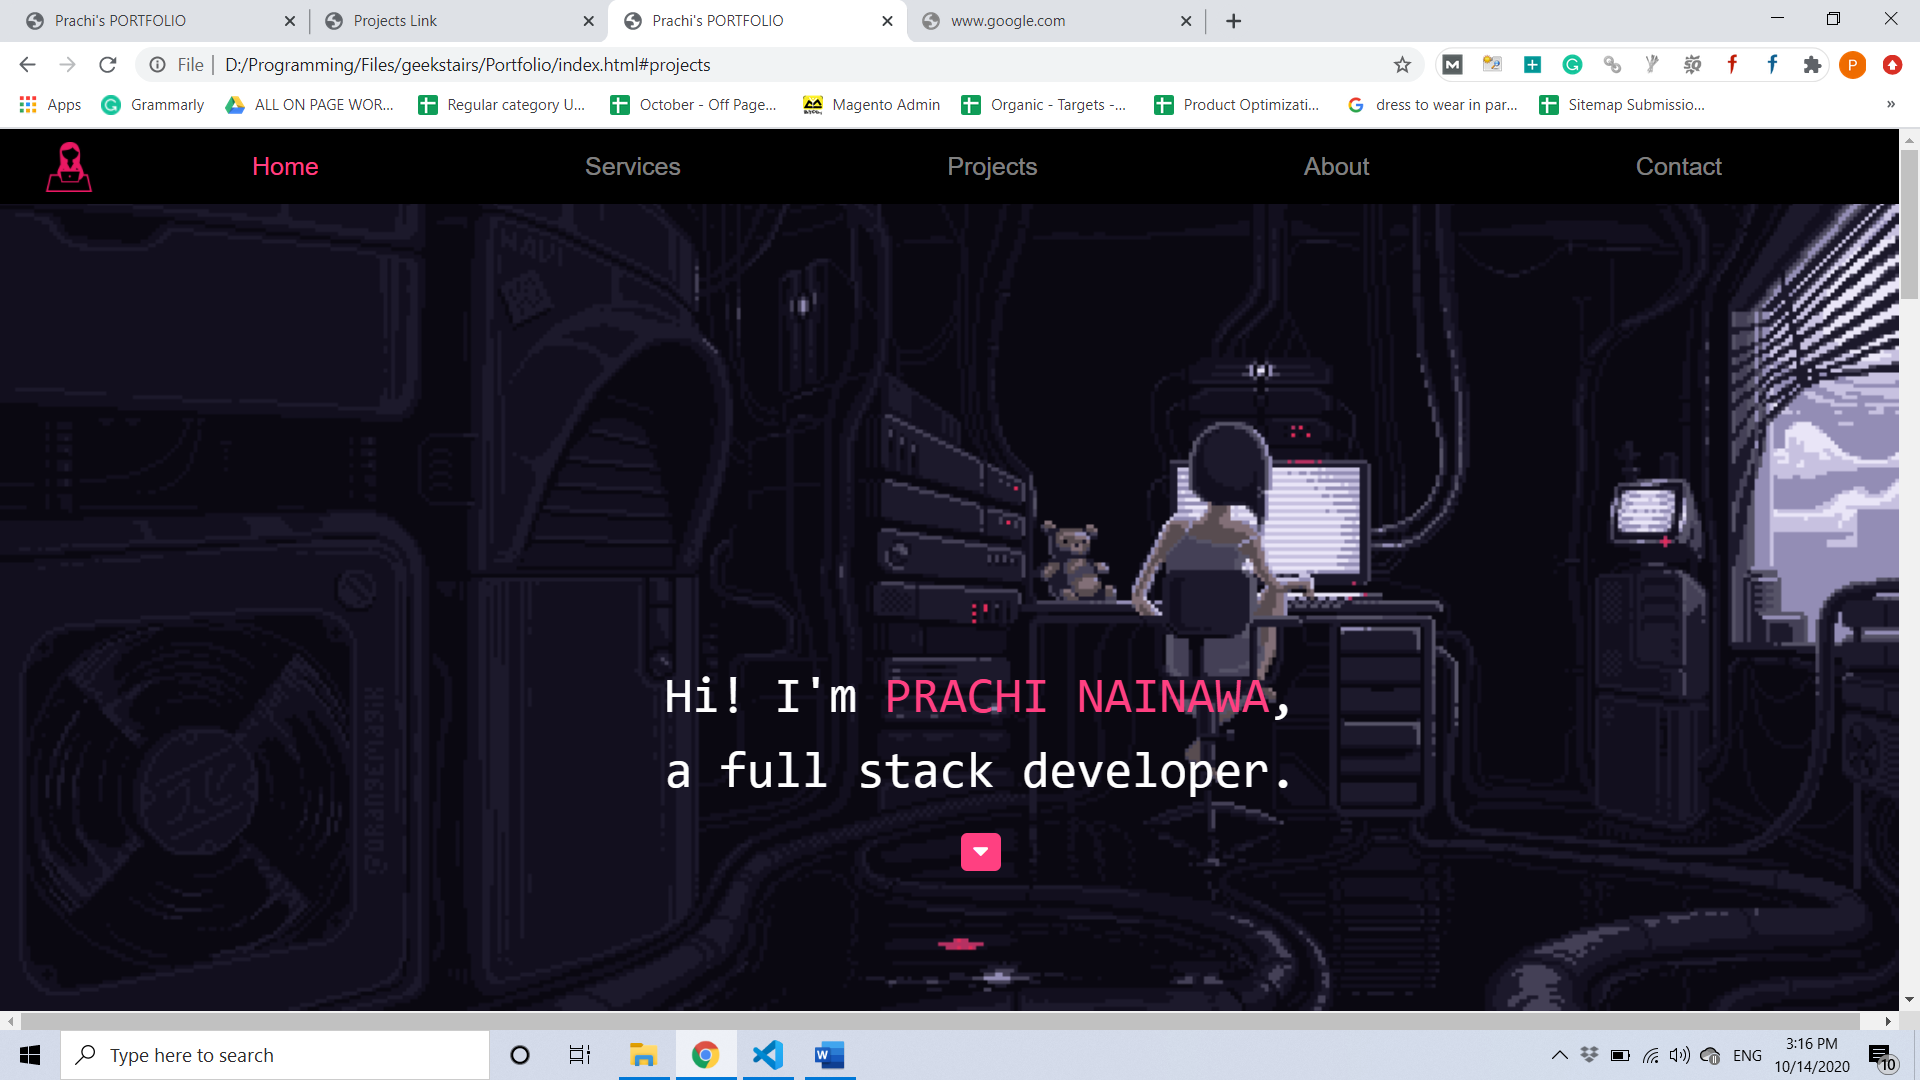 Prachi's PORTFOLIO
Projects Link
Prachi's PORTFOLIO
www.google.com
File | D:/Programming/Files/geekstairs/Portfolio/index.html#projects
Apps
Grammarly
ALL ON PAGE WOR...
Regular category U...
October - Off Page...
Magento Admin
Organic - Targets -...
Product Optimizati...
dress to wear in par...
Sitemap Submissio...
»
Home
Services
Projects
About
Contact
NAVI
Hi! I'm PRACHI NAINAWA,
a full stack developer.
Type here to search
ENG
3:16 PM
10/14/2020
10